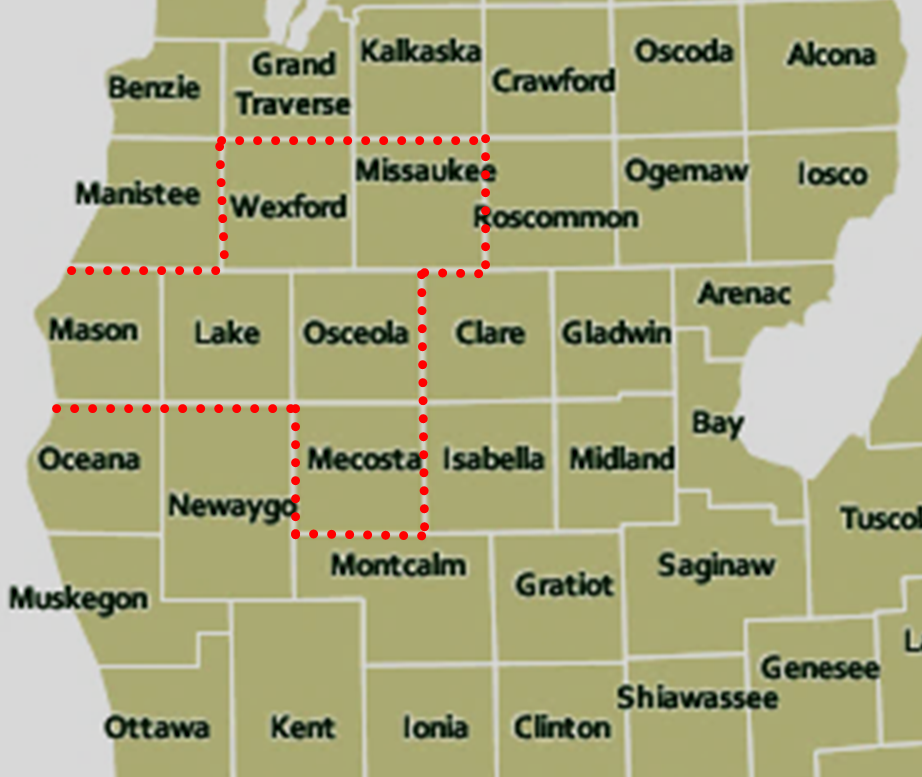 Kalkaska
Oscoda
Alcona
Grand
Traverse
Benzie
Crawford
Missaukee
Ogemaw
Iosco
Manistee
Wexford
Roscommon
Arenac
Mason
Lake
Osceola
Clare
Gladwin
Bay
Oceana
Mecosta
Isabella
Midland
Newaygo
Tuscol
Montcalm
Saginaw
Gratiot
Muskegon
L
Genesee
Shiawassee
Ottawa
Kent
Ionia
Clinton